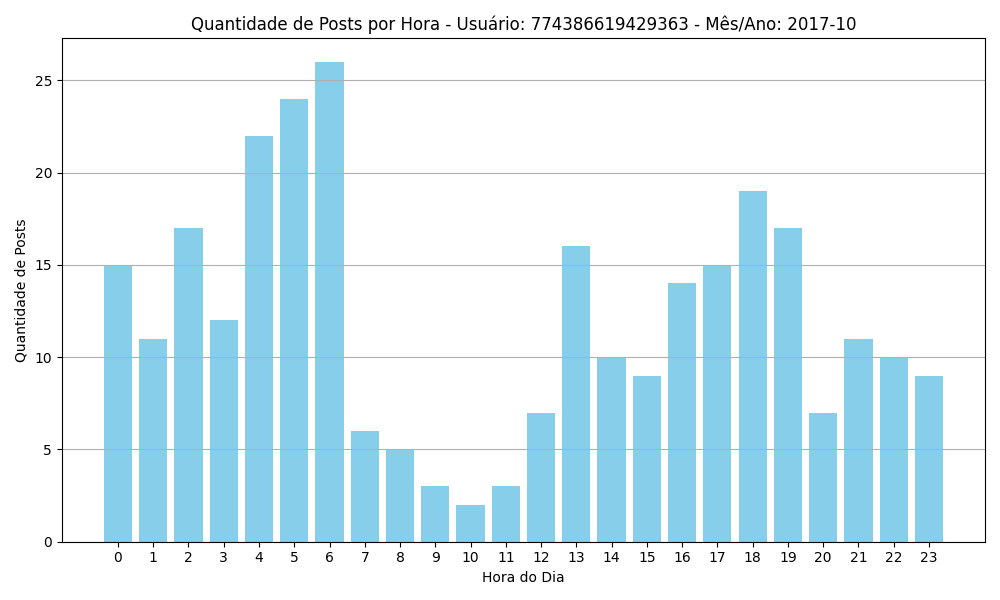 Quantidade de Posts por Hora - Usuário: 774386619429363 - Mês/Ano: 2017-10
Quantidade de Posts
25
20
15
10
5
0
0 1 2 3 4 5 6 7 8 9 10 11 12 13 14 15 16 17 18 19 20 21 22 23
Hora do Dia